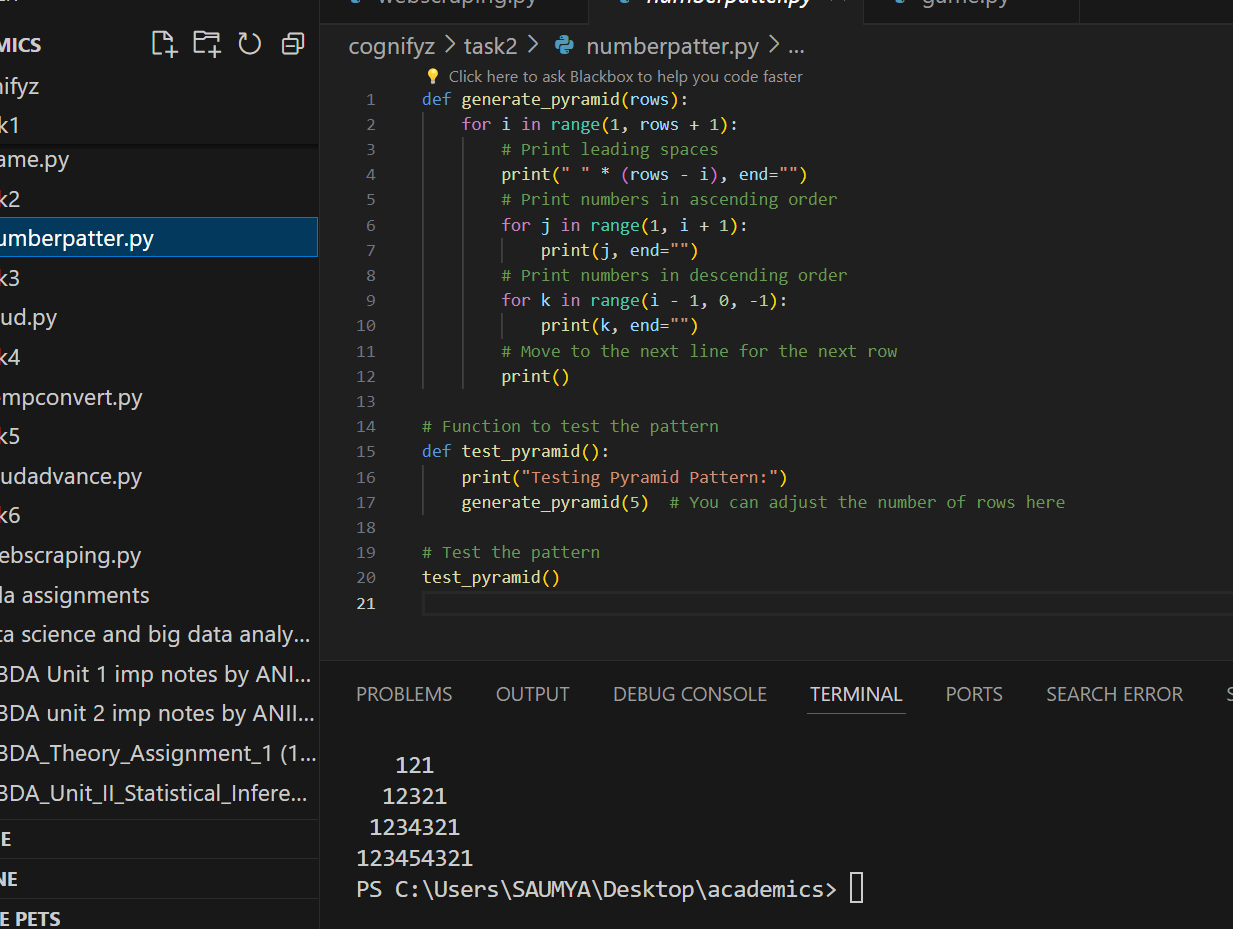 MICS
nifyz
k1
ame.py
k2
umberpatter.py
k3
ud.py
k4
empconvert.py
k5
udadvance.py
k6
ebscraping.py
la assignments
ta science and big data analy...
BDA Unit 1 imp notes by ANI...
BDA unit 2 imp notes by ANII...
BDA_Theory_Assignment_1 (1...
BDA_Unit_II_Statistical_Infere...
E
NE
E PETS
webscraping.py
numberpatter.py
game.py
cognifyz > task2 > numberpatter.py > ...
Click here to ask Blackbox to help you code faster
1 def generate_pyramid(rows):
2     for i in range(1, rows + 1):
3         # Print leading spaces
4         print(" " * (rows - i), end="")
5         # Print numbers in ascending order
6         for j in range(1, i + 1):
7             print(j, end="")
8         # Print numbers in descending order
9         for k in range(i - 1, 0, -1):
10             print(k, end="")
11         # Move to the next line for the next row
12         print()
13
14 # Function to test the pattern
15 def test_pyramid():
16     print("Testing Pyramid Pattern:")
17     generate_pyramid(5)  # You can adjust the number of rows here
18
19 # Test the pattern
20 test_pyramid()
21
PROBLEMS OUTPUT DEBUG CONSOLE TERMINAL PORTS SEARCH ERROR S
   121
  12321
 1234321
123454321
PS C:\Users\SAUMYA\Desktop\academics>